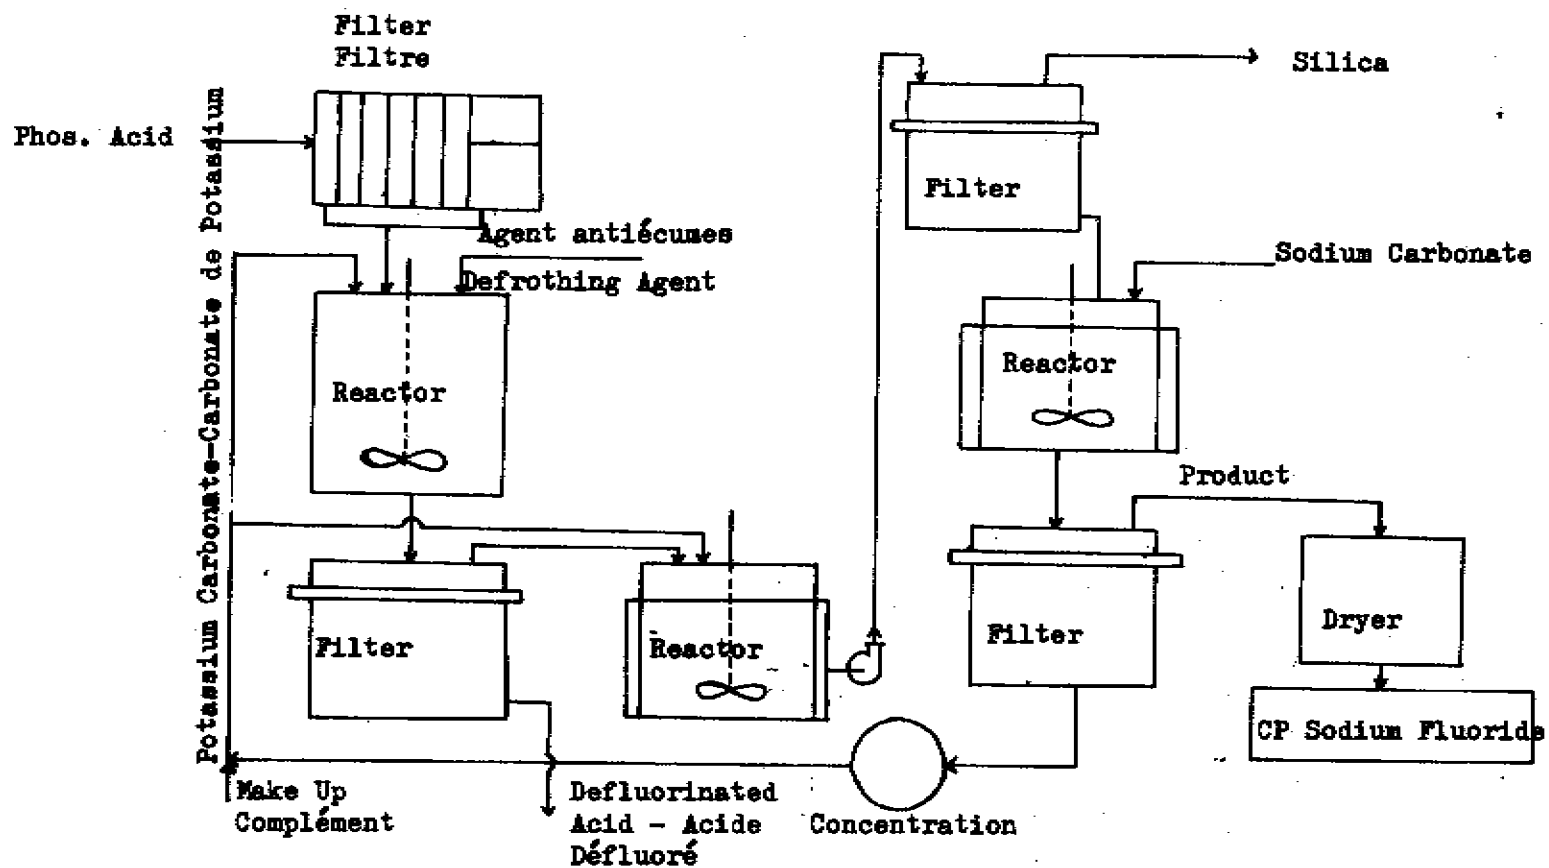 Filter
Filtre
Phos. Acid
Potassium Carbonate-Carbonate de Potassium
Agent antiécumes
Defrothing Agent
Reactor
Filter
Reactor
Make Up
Complément
Defluorinated
Acid - Acide
Défluoré
Concentration
Silica
Filter
Sodium Carbonate
Reactor
Product
Filter
Dryer
CP Sodium Fluoride